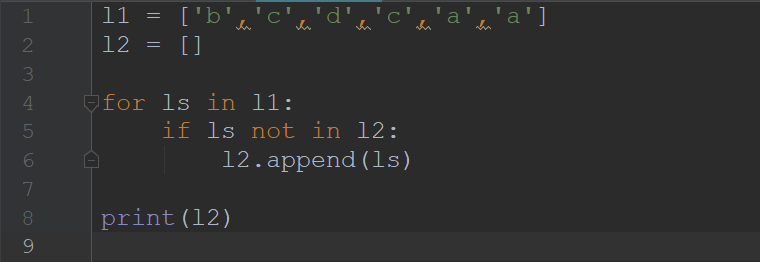 1 l1 = ['b','c','d','c','a','a']
2 l2 = []
3
4 for ls in l1:
5     if ls not in l2:
6         l2.append(ls)
7
8 print(l2)
9